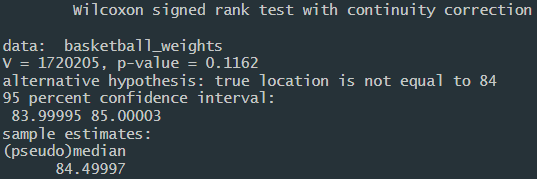 Wilcoxon signed rank test with continuity correction
data:  basketball_weights
V = 1720205, p-value = 0.1162
alternative hypothesis: true location is not equal to 84
95 percent confidence interval:
83.99995 85.00003
sample estimates:
(pseudo)median
84.49997